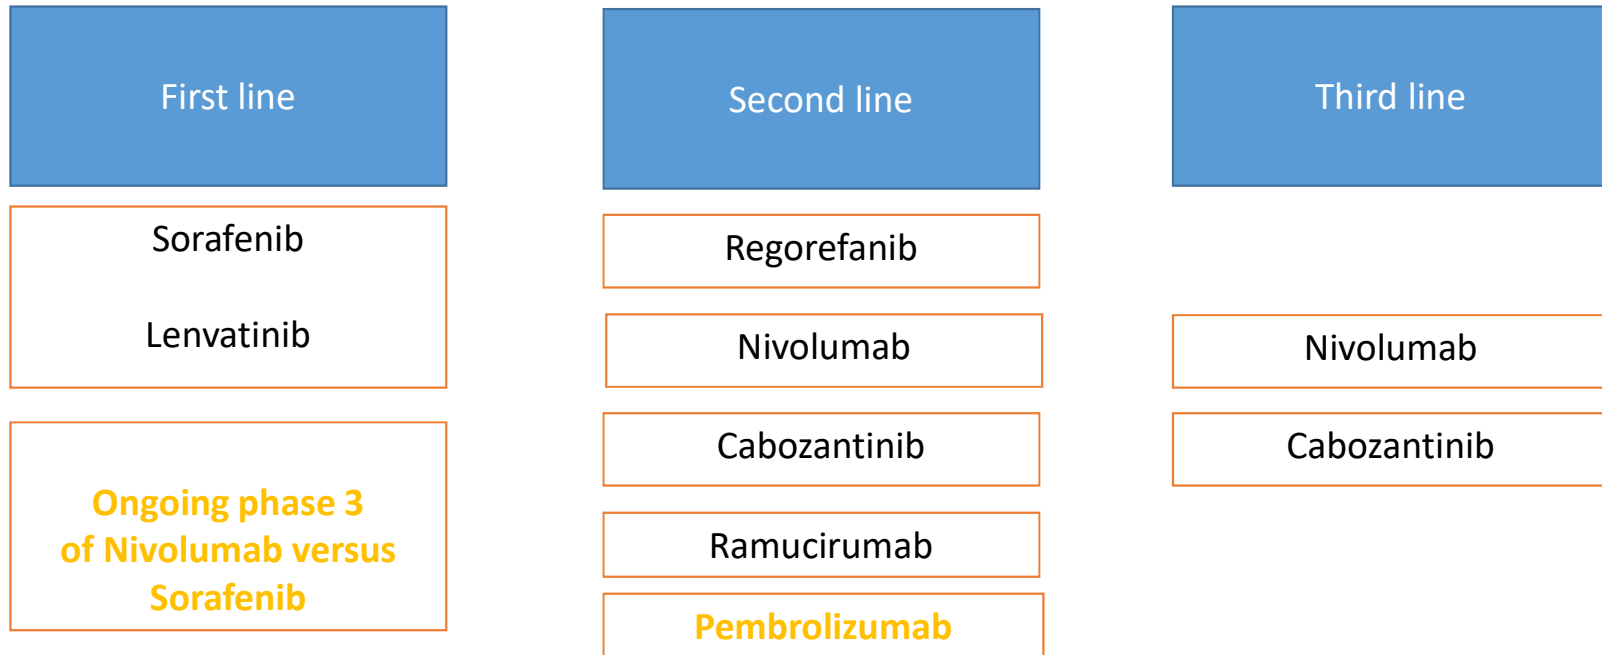 First line
Sorafenib
Lenvatinib
Ongoing phase 3
of Nivolumab versus
Sorafenib
Second line
Regorefanib
Nivolumab
Cabozantinib
Ramucirumab
Pembrolizumab
Third line
Nivolumab
Cabozantinib